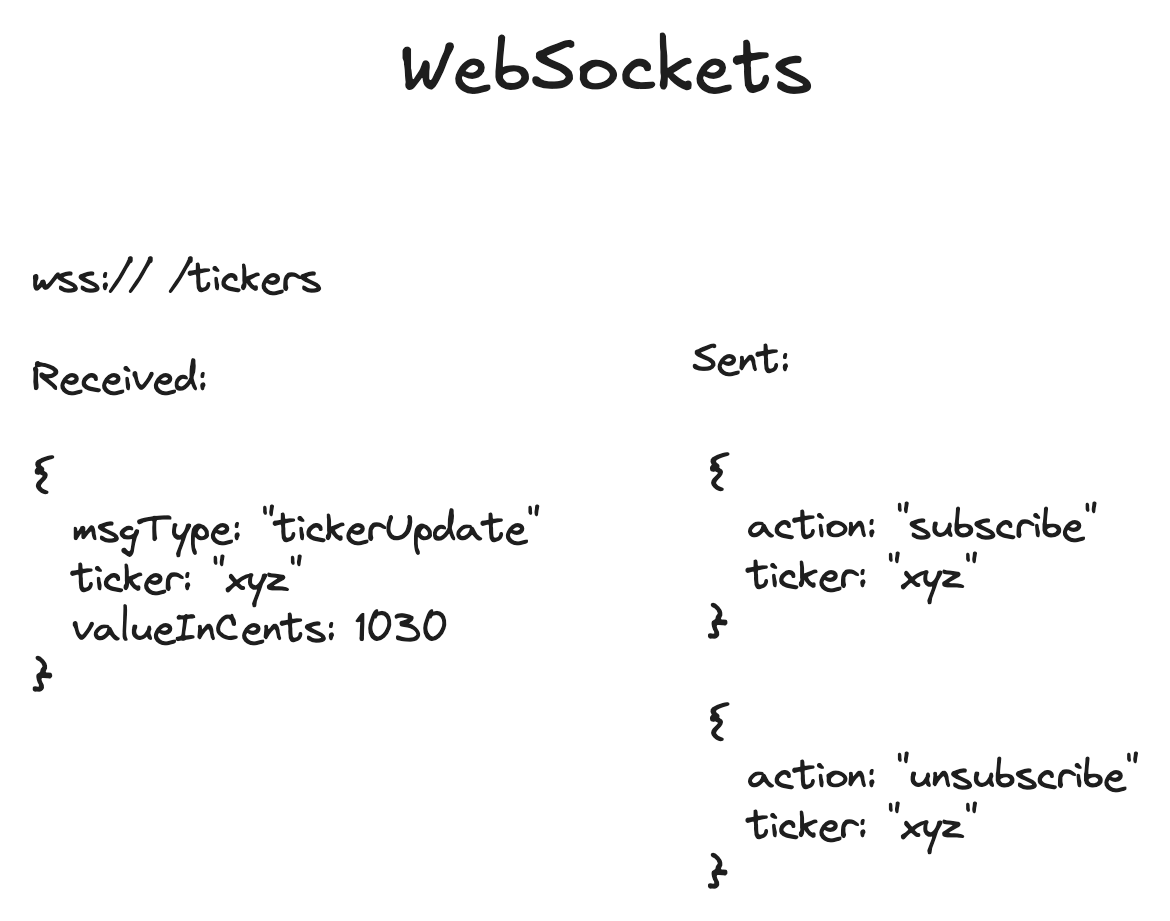 WebSockets
wss:// /tickers
Received:
{
msgType: "tickerUpdate"
ticker: "xyz"
valueInCents: 1030
}
Sent:
{
action: "subscribe"
ticker: "xyz"
}
{
action: "unsubscribe"
ticker: "xyz"
}